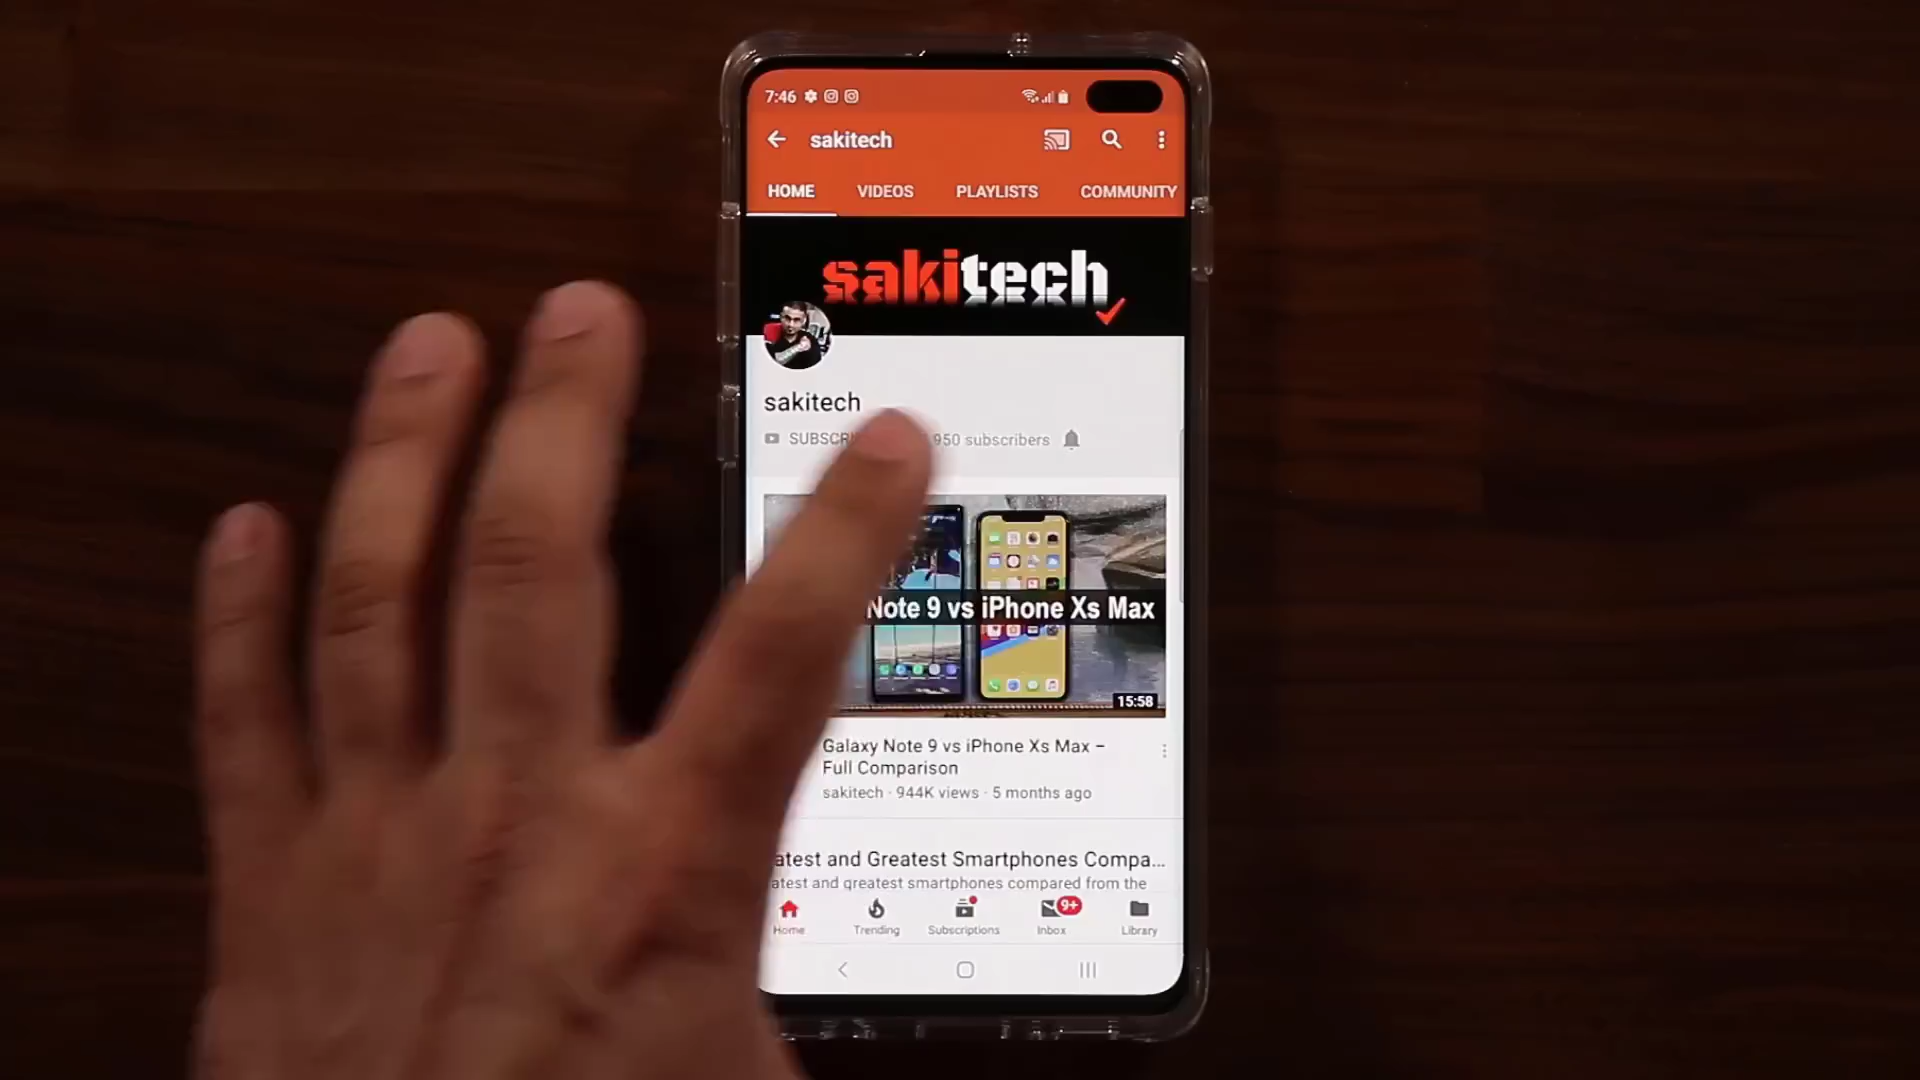 7:46
sakitech
HOME VIDEOS PLAYLISTS COMMUNITY
sakitech
sakitech
950 subscribers
Note 9 vs iPhone Xs Max
15:58
Galaxy Note 9 vs iPhone Xs Max –
Full Comparison
sakitech · 944K views · 5 months ago
and Greatest Smartphones Compa...
and greatest smartphones compared from the
9+
Home Trending Subscriptions Inbox Library